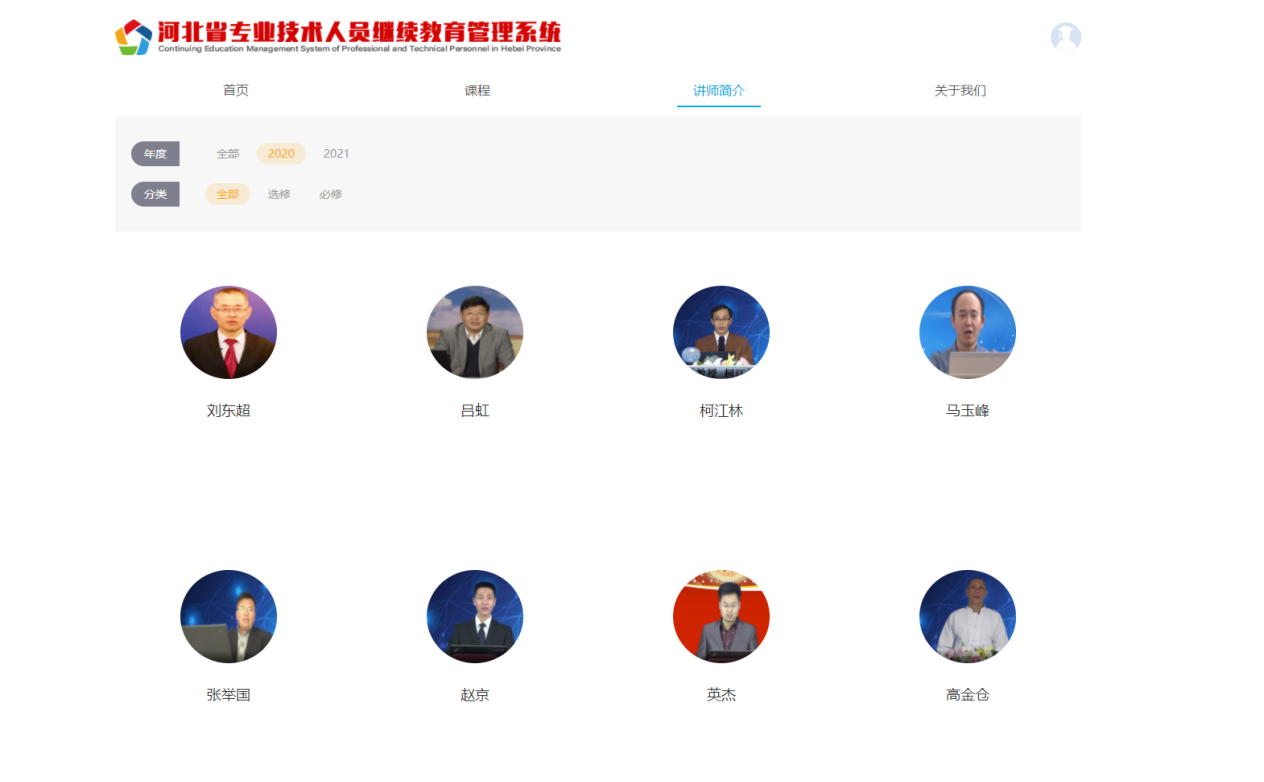 河北省专业技术人员继续教育管理系统
Continuing Education Management System of Professional and Technical Personnel in Hebei Province
首页 课程 讲师简介 关于我们
年度 全部 2020 2021
分类 全部 选修 必修
刘东超 吕虹 柯江林 马玉峰
张举国 赵京 英杰 高金仓